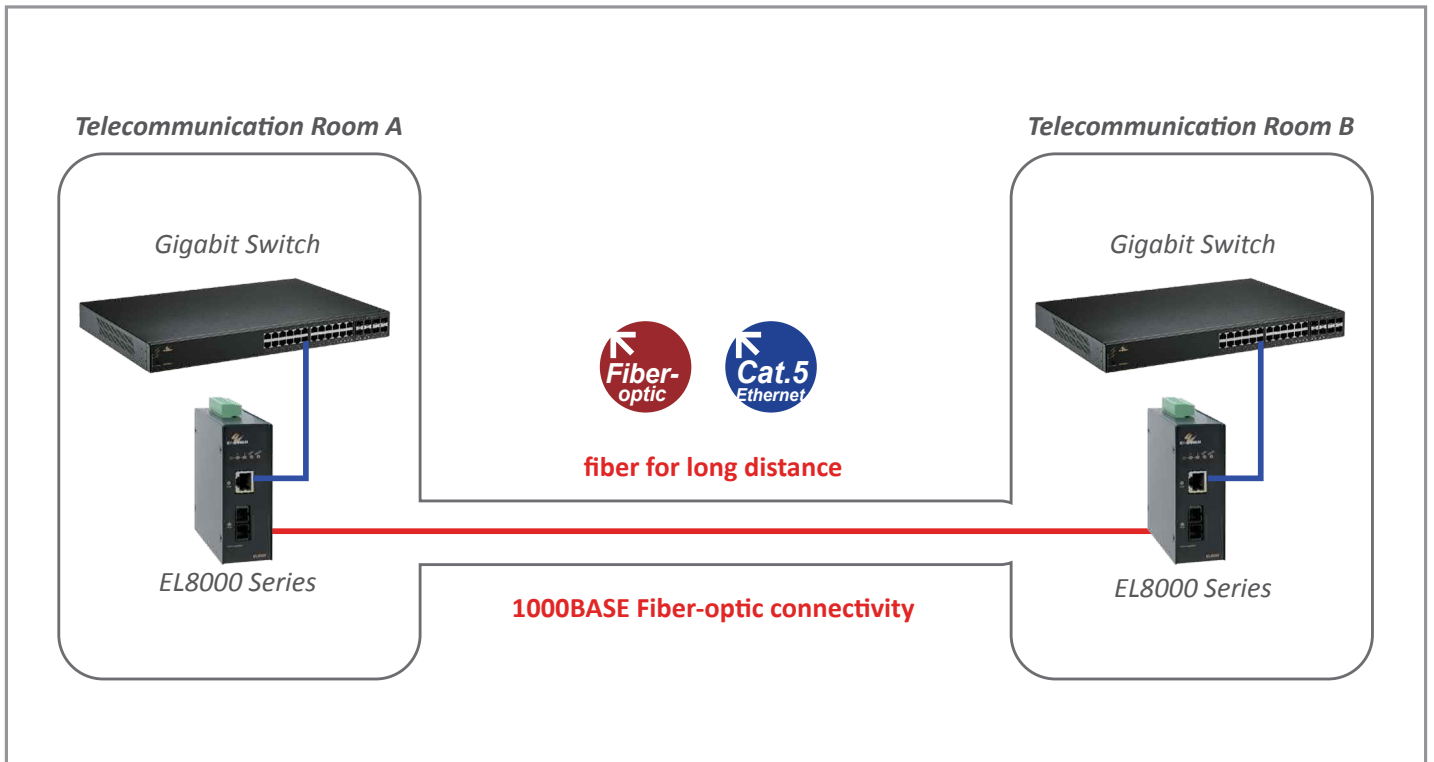 Telecommunication Room A
Telecommunication Room B
Gigabit Switch
Gigabit Switch
Fiber-
optic
Cat.5
Ethernet
fiber for long distance
EL8000 Series
EL8000 Series
1000BASE Fiber-optic connectivity